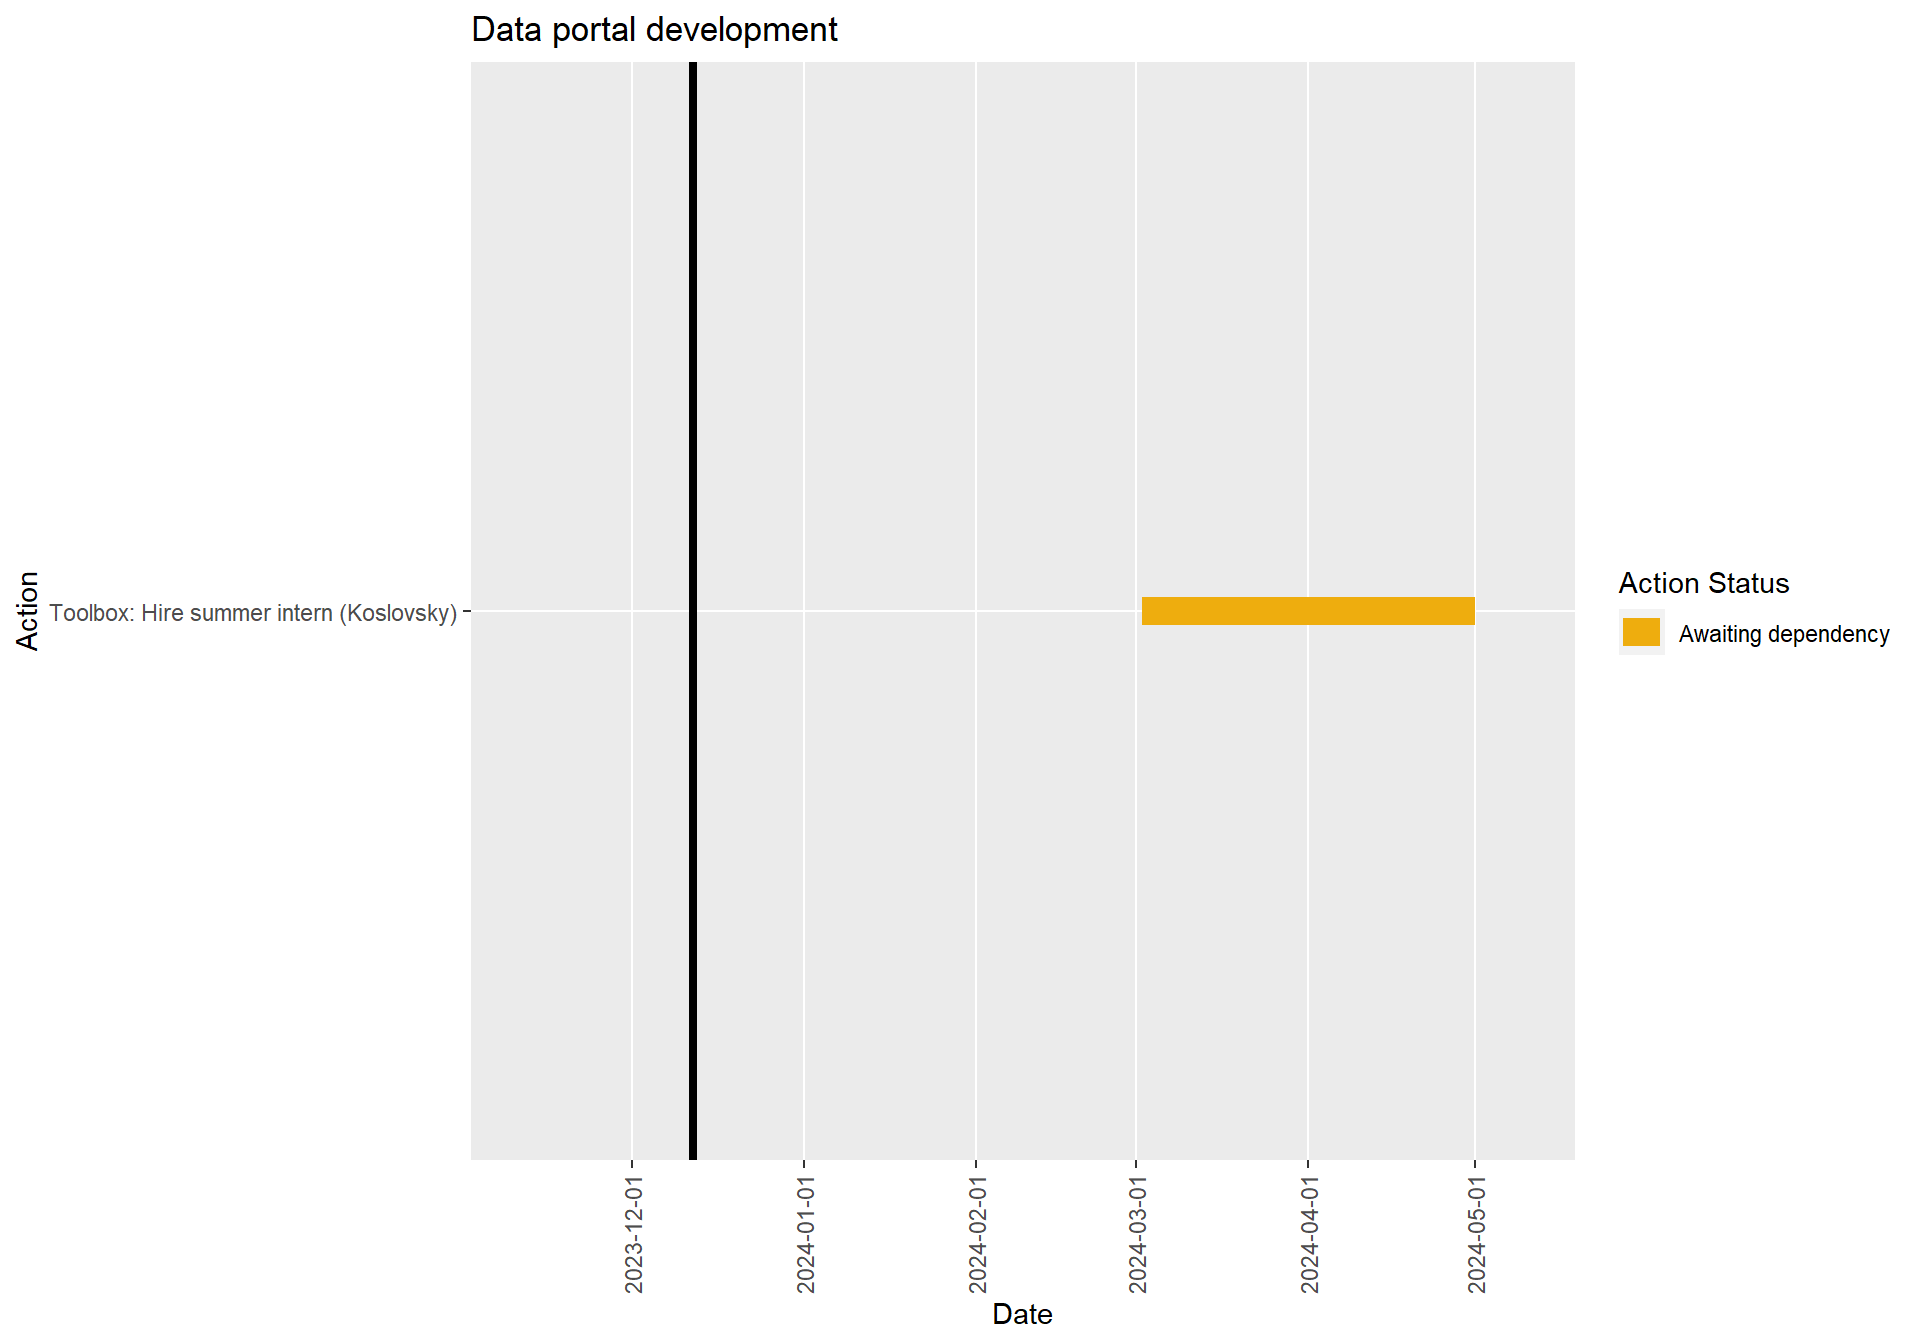 Data portal development
Action
Toolbox: Hire summer intern (Koslovsky)
Action Status
Awaiting dependency
2023-12-01
2024-01-01
2024-02-01
2024-03-01
2024-04-01
2024-05-01
Date